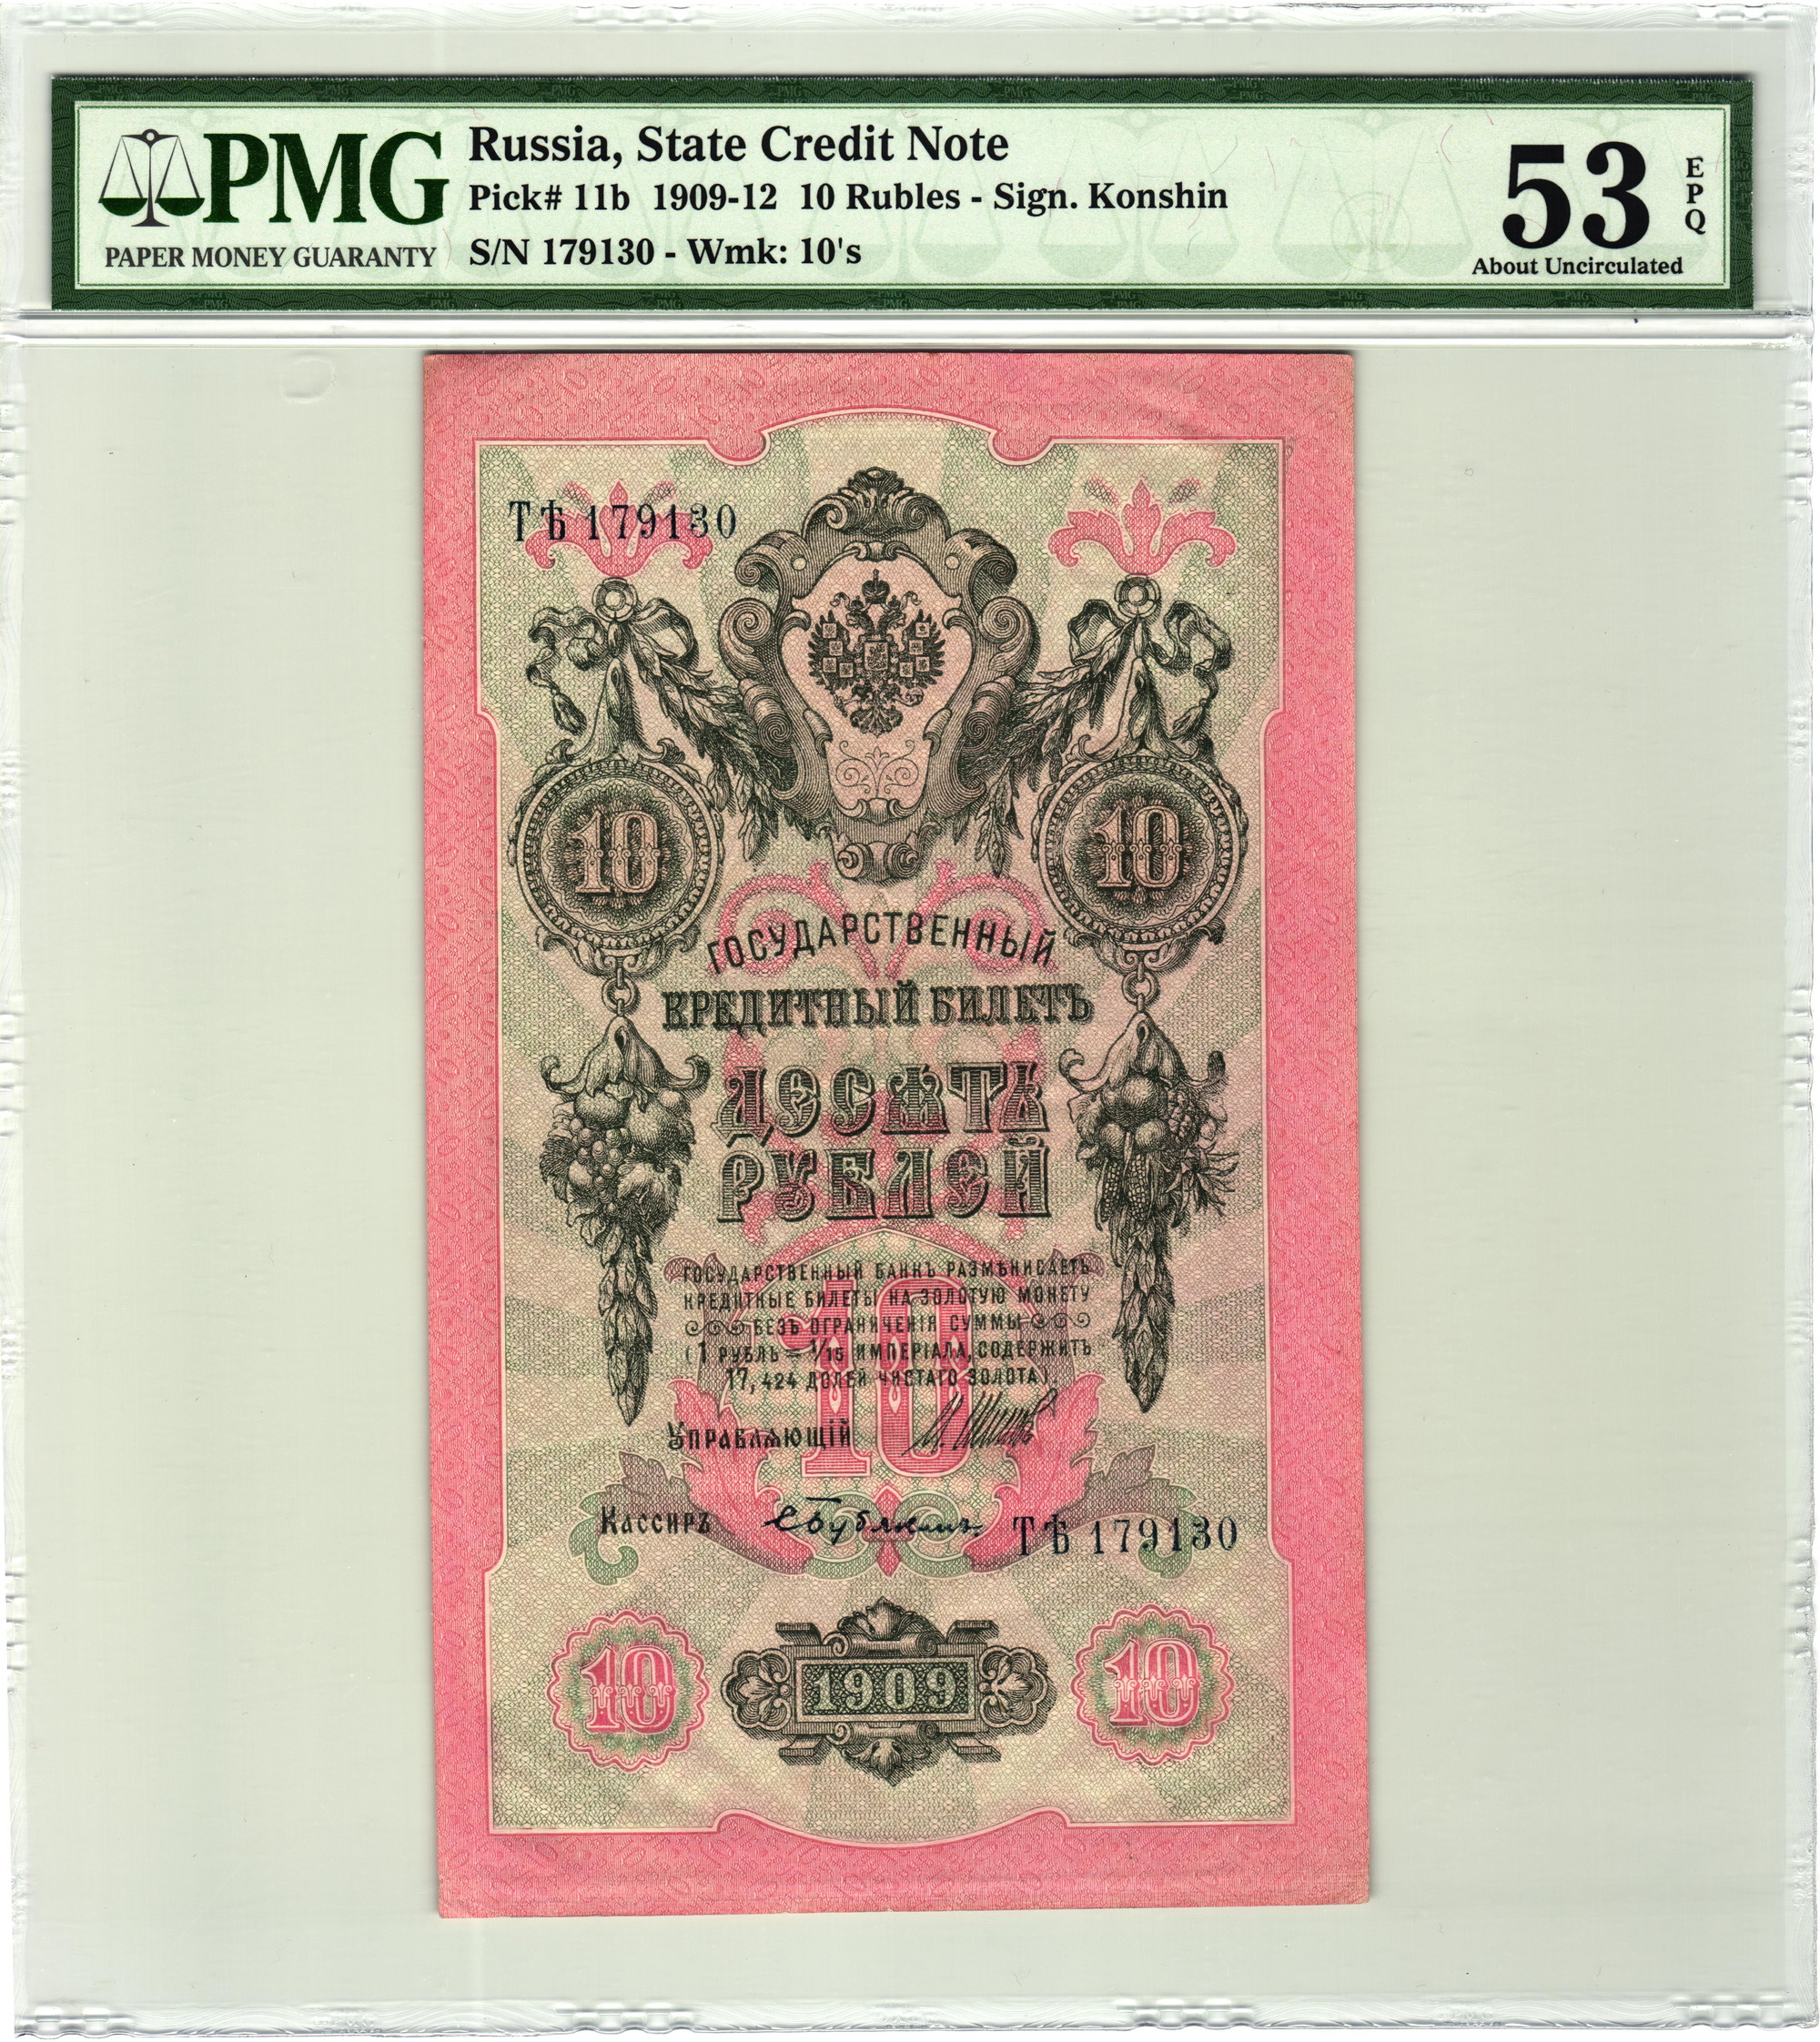 PMG
PAPER MONEY GUARANTY
Russia, State Credit Note
Pick# 11b 1909-12 10 Rubles - Sign. Konshin
S/N 179130 - Wmk: 10's
53
EPQ
About Uncirculated
ТѢ 179130
10 10
ГОСУДАРСТВЕННЫЙ
КРЕДИТНЫЙ БИЛЕТЪ
ДЕСѦТЬ
РУБЛЕЙ
ГОСУДАРСТВЕННЫЙ БАНКЪ РАЗМѢНИВАЕТЪ
КРЕДИТНЫЕ БИЛЕТЫ НА ЗОЛОТУЮ МОНЕТУ
БЕЗЪ ОГРАНИЧЕНІЯ СУММЫ
(1 РУБЛЬ = 1/15 ИМПЕРІАЛА, СОДЕРЖИТЪ
17,424 ДОЛЕЙ ЧИСТАГО ЗОЛОТА).
10
УПРАВЛѦЮЩІЙ
КАССИРЪ
ТѢ 179130
10 1909 10